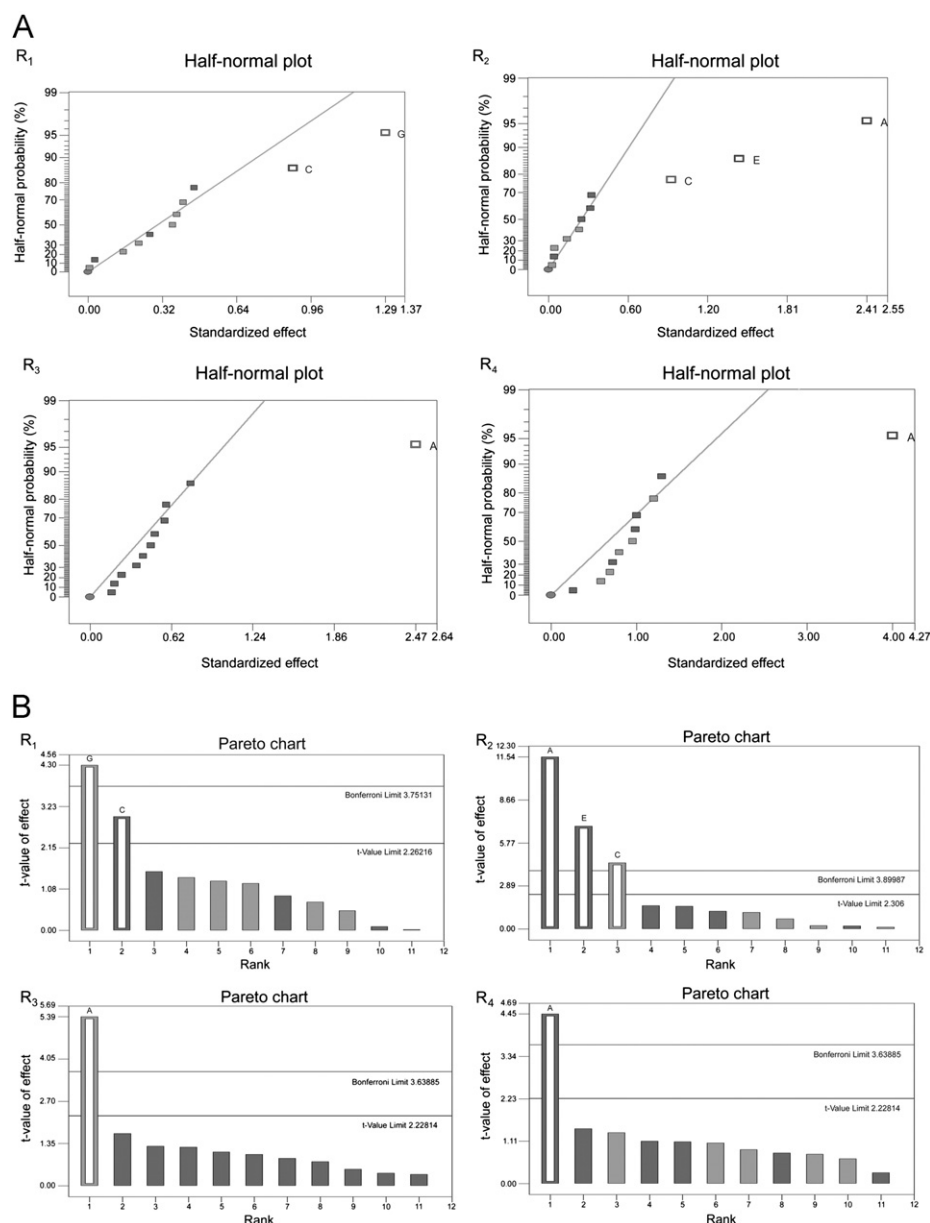 A
R1
Half-normal plot
Half-normal probability (%)
99
95
90
80
70
50
30
20
10
0
G
C
0.00 0.32 0.64 0.96 1.29 1.37
Standardized effect
R2
Half-normal plot
Half-normal probability (%)
99
95
90
80
70
50
30
20
10
0
A
E
C
0.00 0.60 1.20 1.81 2.41 2.55
Standardized effect
R3
Half-normal plot
Half-normal probability (%)
99
95
90
80
70
50
30
20
10
0
A
0.00 0.62 1.24 1.86 2.47 2.64
Standardized effect
R4
Half-normal plot
Half-normal probability (%)
99
95
90
80
70
50
30
20
10
0
A
0.00 1.00 2.00 3.00 4.00 4.27
Standardized effect
B
R1
Pareto chart
t-value of effect
4.56
4.30
3.23
2.15
1.08
0.00
G
C
Bonferroni Limit 3.75131
t-Value Limit 2.26216
1 2 3 4 5 6 7 8 9 10 11 12
Rank
R2
Pareto chart
t-value of effect
12.30
11.54
8.66
5.77
2.89
0.00
A
E
C
Bonferroni Limit 3.89987
t-Value Limit 2.306
1 2 3 4 5 6 7 8 9 10 11 12
Rank
R3
Pareto chart
t-value of effect
5.69
5.39
4.05
2.70
1.35
0.00
A
Bonferroni Limit 3.63885
t-Value Limit 2.22814
1 2 3 4 5 6 7 8 9 10 11 12
Rank
R4
Pareto chart
t-value of effect
4.69
4.45
3.34
2.23
1.11
0.00
A
Bonferroni Limit 3.63885
t-Value Limit 2.22814
1 2 3 4 5 6 7 8 9 10 11 12
Rank